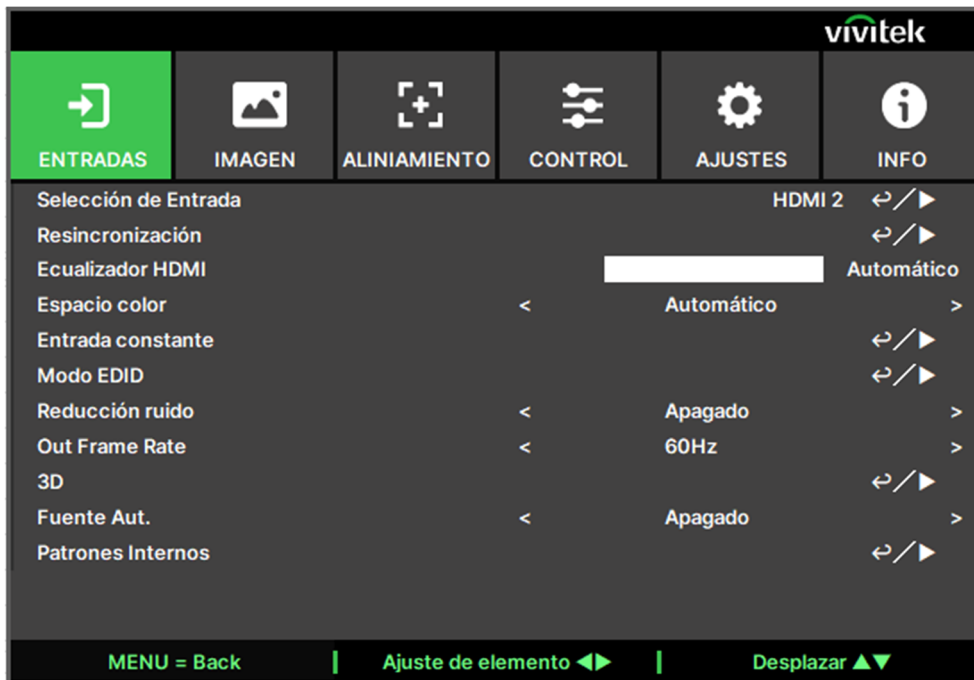 vivitek
ENTRADAS IMAGEN ALINIAMIENTO CONTROL AJUSTES INFO
Selección de Entrada HDMI 2 ↩/▶
Resincronización ↩/▶
Ecualizador HDMI Automático
Espacio color < Automático >
Entrada constante ↩/▶
Modo EDID ↩/▶
Reducción ruido < Apagado >
Out Frame Rate < 60Hz >
3D ↩/▶
Fuente Aut. < Apagado >
Patrones Internos ↩/▶
MENU = Back | Ajuste de elemento ◀▶ | Desplazar ▲▼